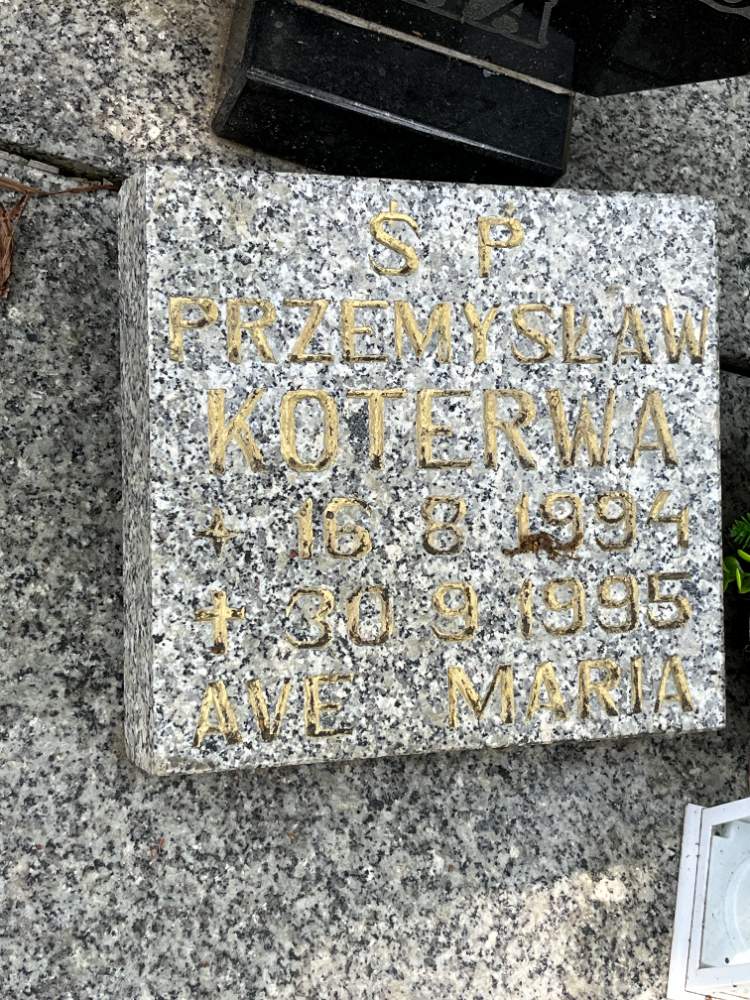 Ś P
PRZEMYSŁAW
KOTERWA
+ 16 8 1994
† 30 9 1995
AVE MARIA